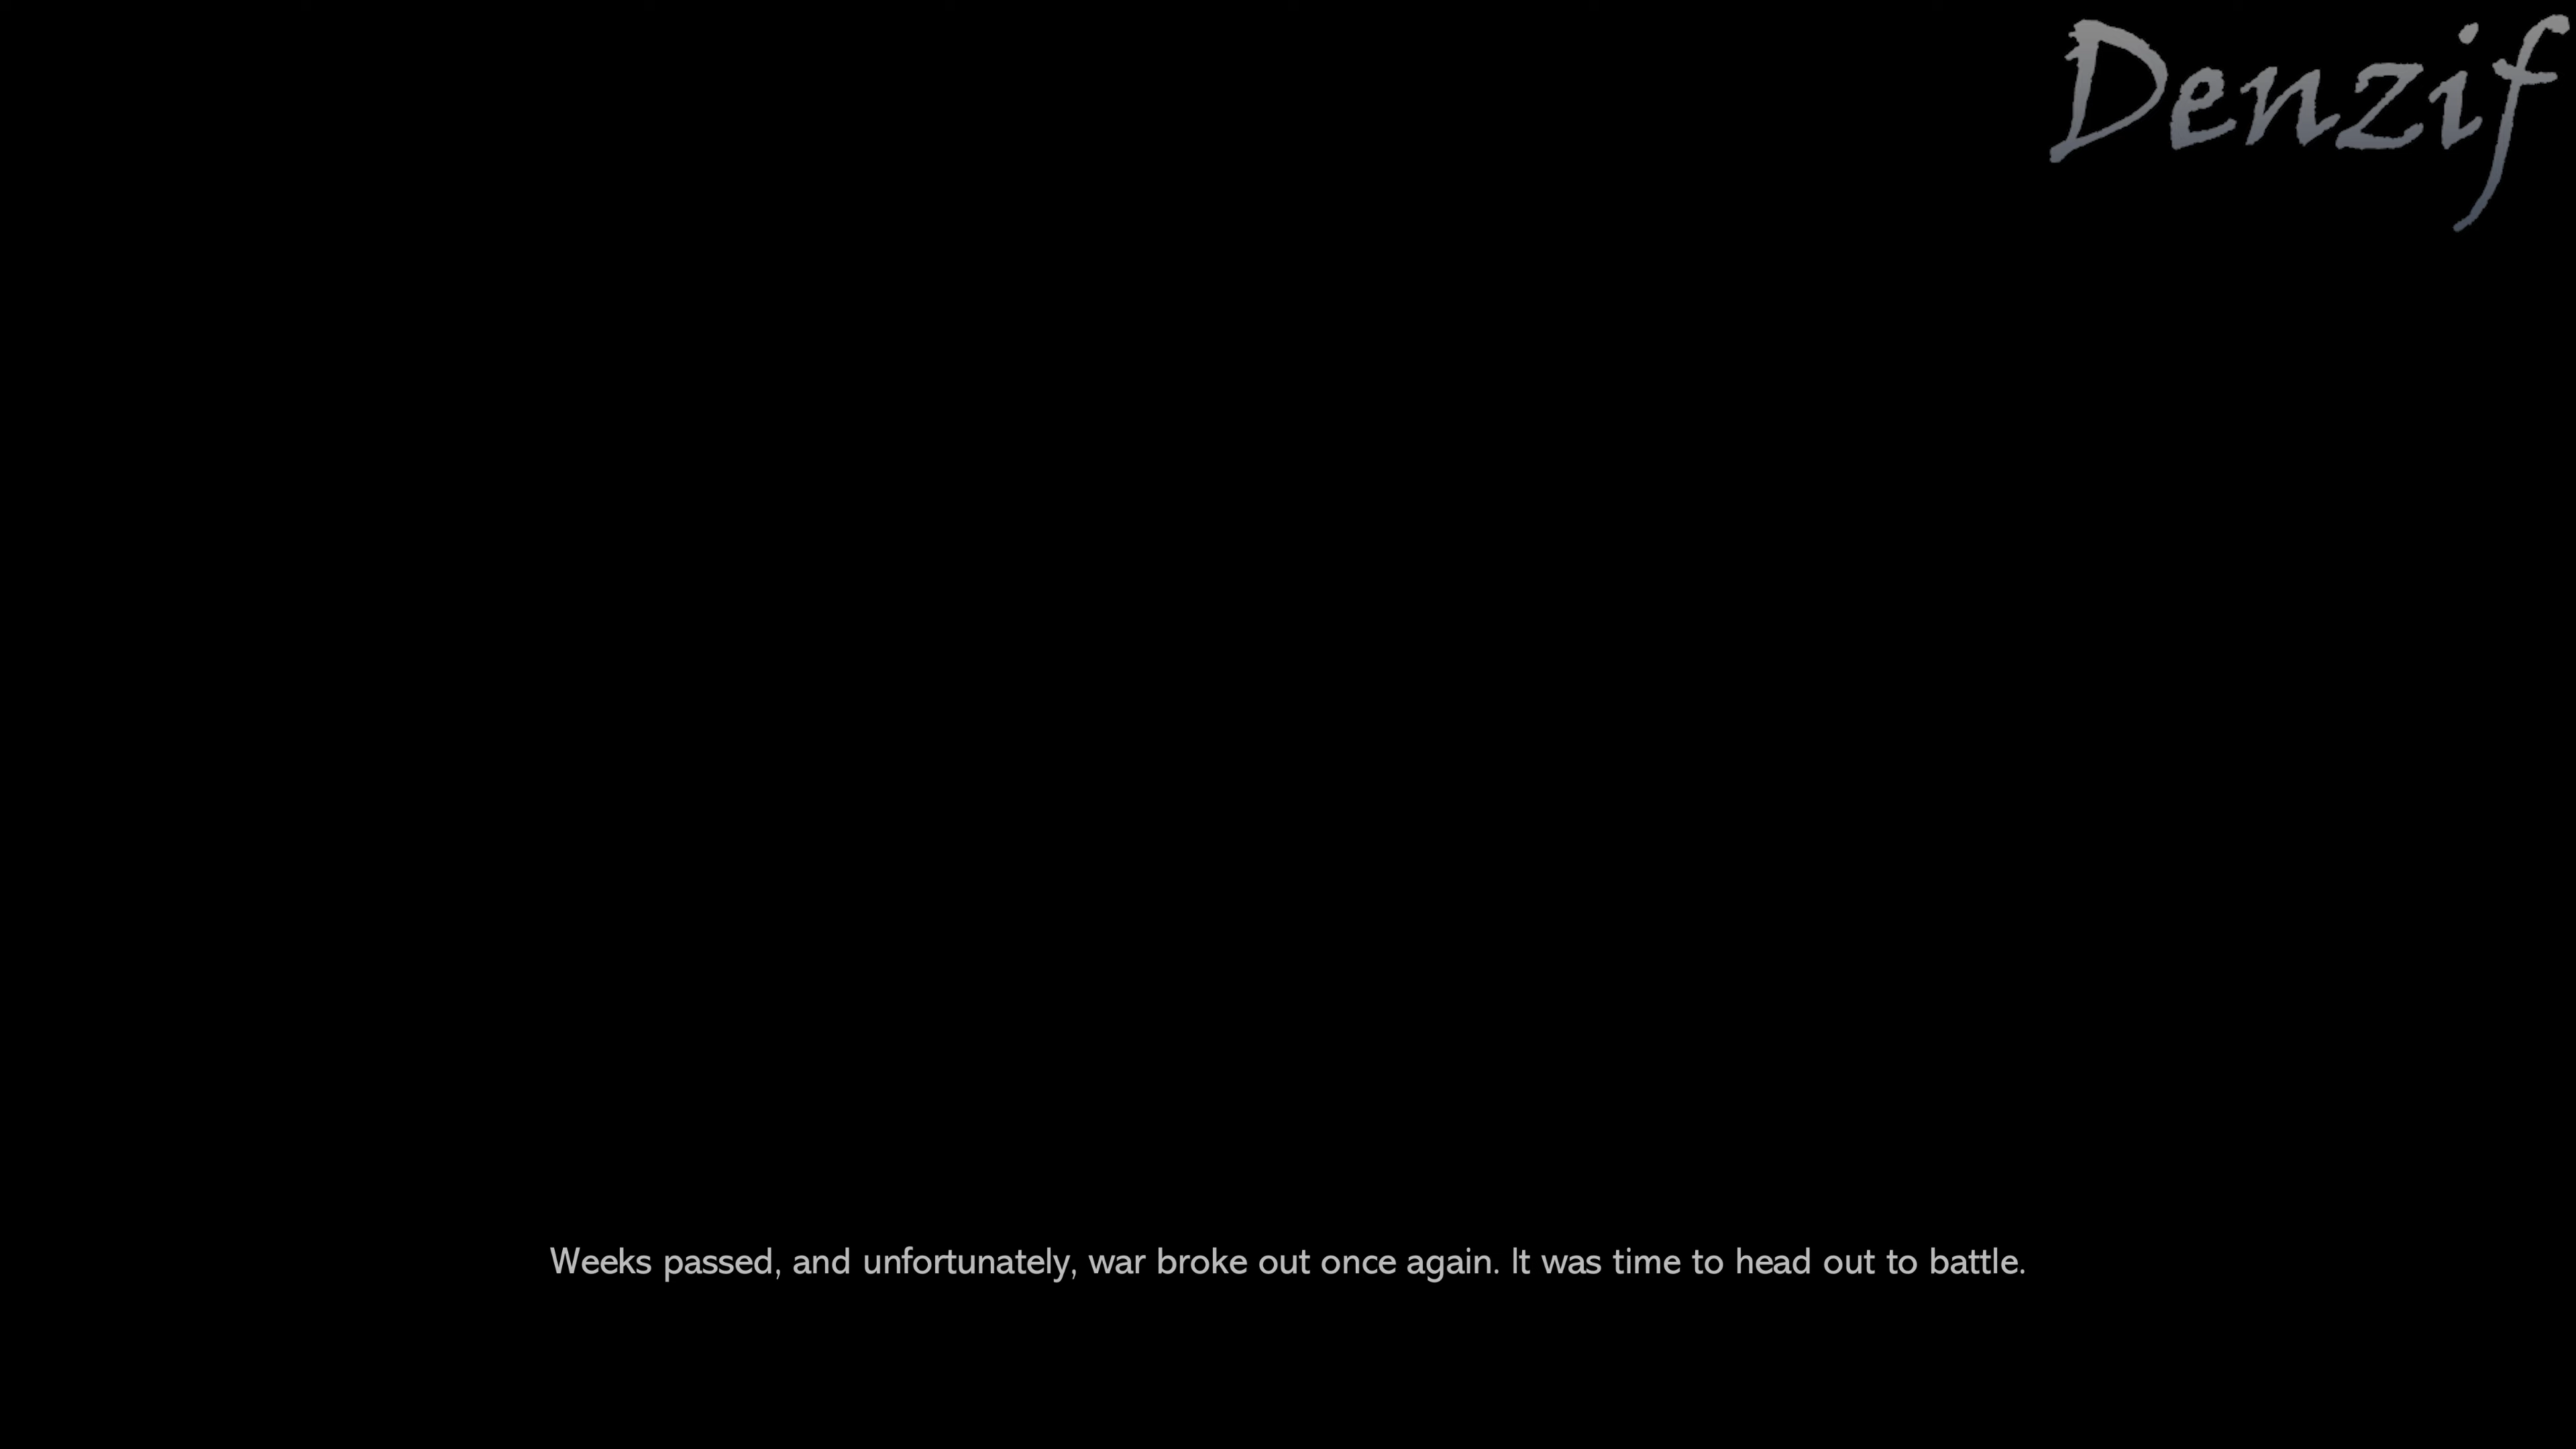 Denzif
Weeks passed, and unfortunately, war broke out once again. It was time to head out to battle.